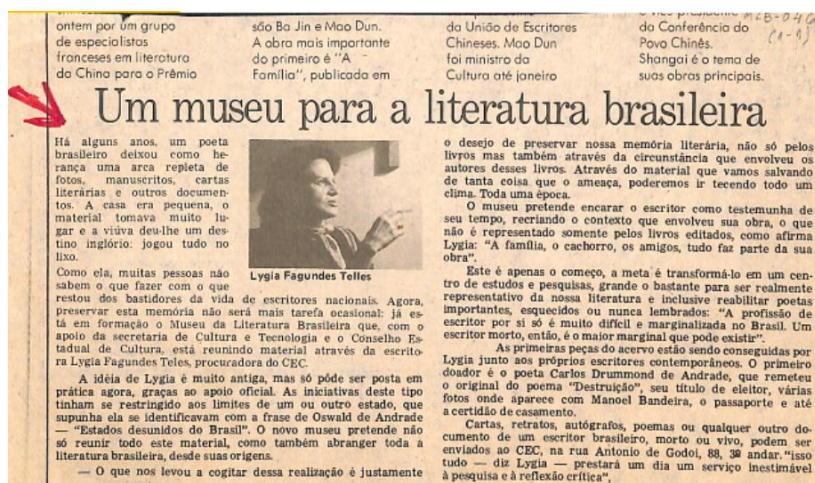 ontem por um grupo
de especialistas
franceses em literatura
da China para o Prêmio
são Ba Jin e Mao Dun.
A obra mais importante
do primeiro é "A
Família", publicada em
da União de Escritores
Chineses. Mao Dun
foi ministro da
Cultura até janeiro
da Conferência do
Povo Chinês.
Shangai é o tema de
suas obras principais.
Um museu para a literatura brasileira
Há alguns anos, um poeta
brasileiro deixou como he-
rança uma arca repleta de
fotos, manuscritos, cartas
literárias e outros documen-
tos. A casa era pequena, o
material tomava muito lu-
gar e a viúva deu-lhe um des-
tino inglório: jogou tudo no
lixo.
Como ela, muitas pessoas não
sabem o que fazer com o que
restou dos bastidores da vida de escritores nacionais. Agora,
preservar esta memória não será mais tarefa ocasional: já es-
tá em formação o Museu da Literatura Brasileira que, com o
apoio da secretaria de Cultura e Tecnologia e o Conselho Es-
tadual de Cultura, está reunindo material através da escrito-
ra Lygia Fagundes Teles, procuradora do CEC.
A idéia de Lygia é muito antiga, mas só pôde ser posta em
prática agora, graças ao apoio oficial. As iniciativas deste tipo
tinham se restringido aos limites de um ou outro estado, que
supunha ela se identificavam com a frase de Oswald de Andrade
— "Estados desunidos do Brasil". O novo museu pretende não
só reunir todo este material, como também abranger toda a
literatura brasileira, desde suas origens.
— O que nos levou a cogitar dessa realização é justamente
Lygia Fagundes Telles
o desejo de preservar nossa memória literária, não só pelos
livros mas também através da circunstância que envolveu os
autores desses livros. Através do material que vamos salvando
de tanta coisa que o ameaça, poderemos ir tecendo todo um
clima. Toda uma época.
O museu pretende encarar o escritor como testemunha de
seu tempo, recriando o contexto que envolveu sua obra, o que
não é representado somente pelos livros editados, como afirma
Lygia: "A família, o cachorro, os amigos, tudo faz parte da sua
obra".
Este é apenas o começo, a meta é transformá-lo em um cen-
tro de estudos e pesquisas, grande o bastante para ser realmente
representativo da nossa literatura e inclusive reabilitar poetas
importantes, esquecidos ou nunca lembrados: "A profissão de
escritor por si só é muito difícil e marginalizada no Brasil. Um
escritor morto, então, é o maior marginal que pode existir".
As primeiras peças do acervo estão sendo conseguidas por
Lygia junto aos próprios escritores contemporâneos. O primeiro
doador é o poeta Carlos Drummond de Andrade, que remeteu
o original do poema "Destruição", seu título de eleitor, várias
fotos onde aparece com Manoel Bandeira, o passaporte e até
a certidão de casamento.
Cartas, retratos, autógrafos, poemas ou qualquer outro do-
cumento de um escritor brasileiro, morto ou vivo, podem ser
enviados ao CEC, na rua Antonio de Godoi, 88, 3º andar. "isso
tudo — diz Lygia — prestará um dia um serviço inestimável
à pesquisa e à reflexão crítica".